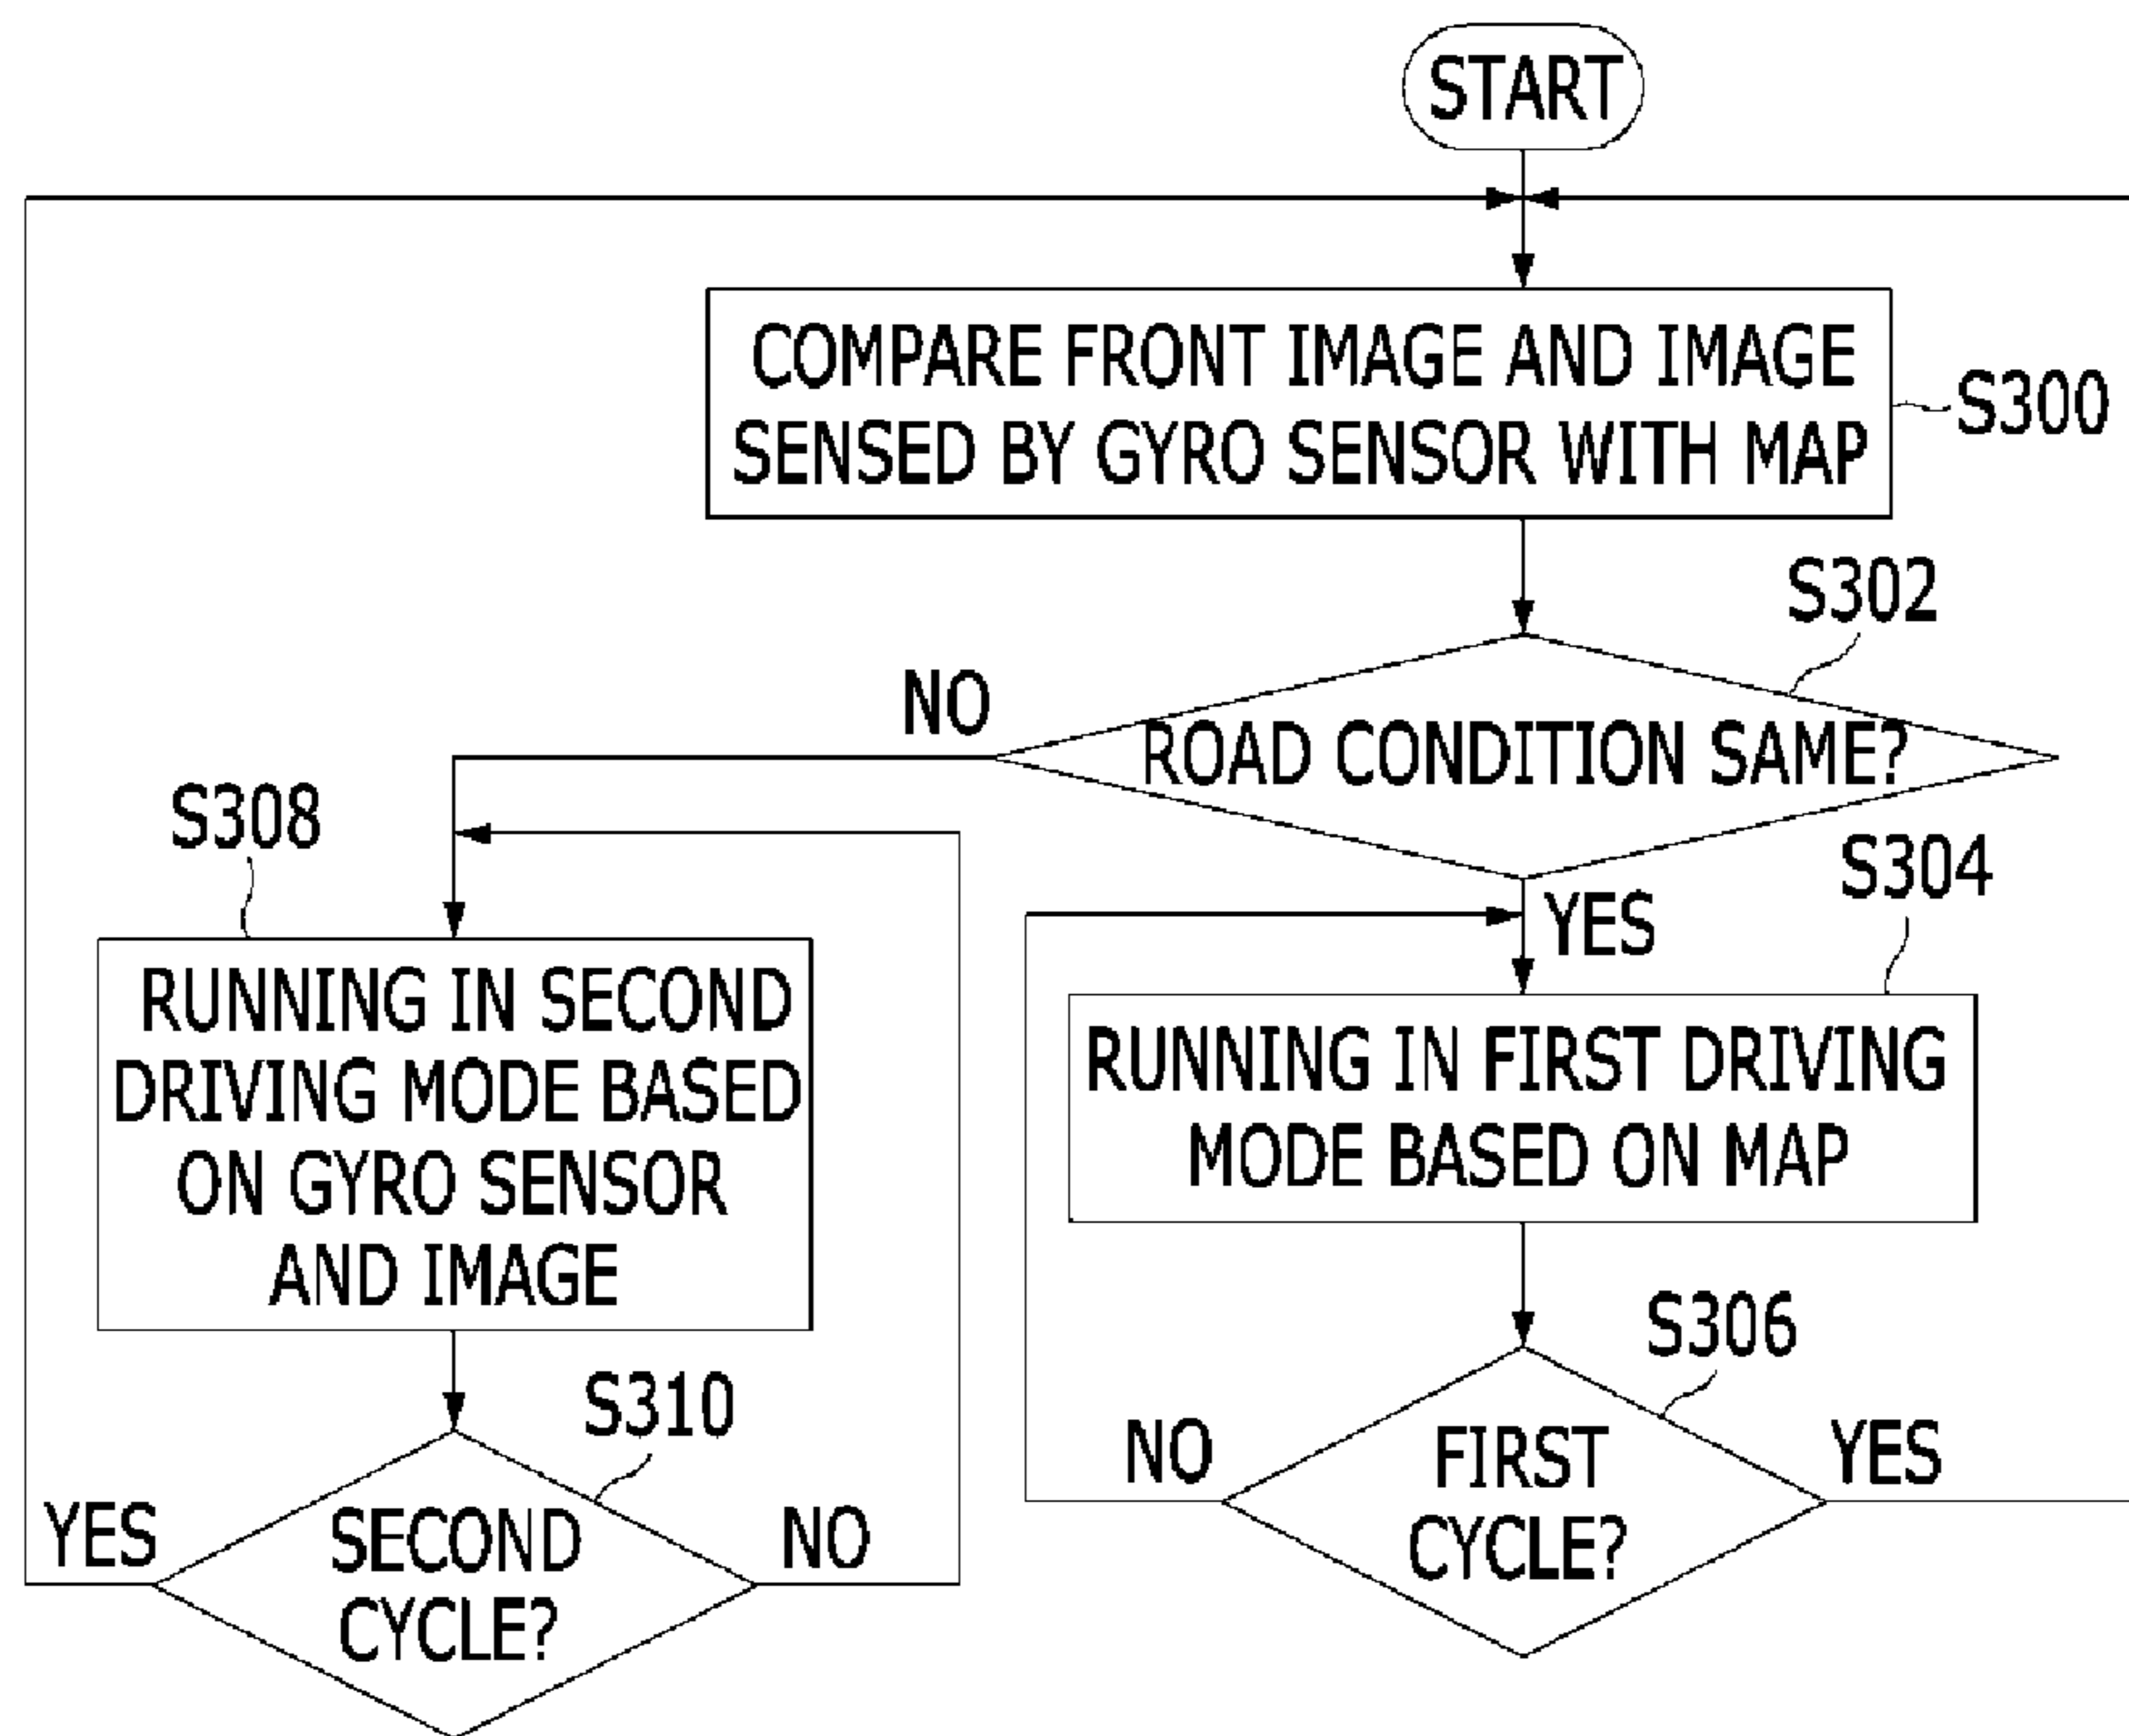 START
COMPARE FRONT IMAGE AND IMAGE
SENSED BY GYRO SENSOR WITH MAP
S300
S302
NO
ROAD CONDITION SAME?
S308
S304
YES
RUNNING IN SECOND
DRIVING MODE BASED
ON GYRO SENSOR
AND IMAGE
RUNNING IN FIRST DRIVING
MODE BASED ON MAP
S306
S310
NO
FIRST
CYCLE?
YES
YES
SECOND
CYCLE?
NO